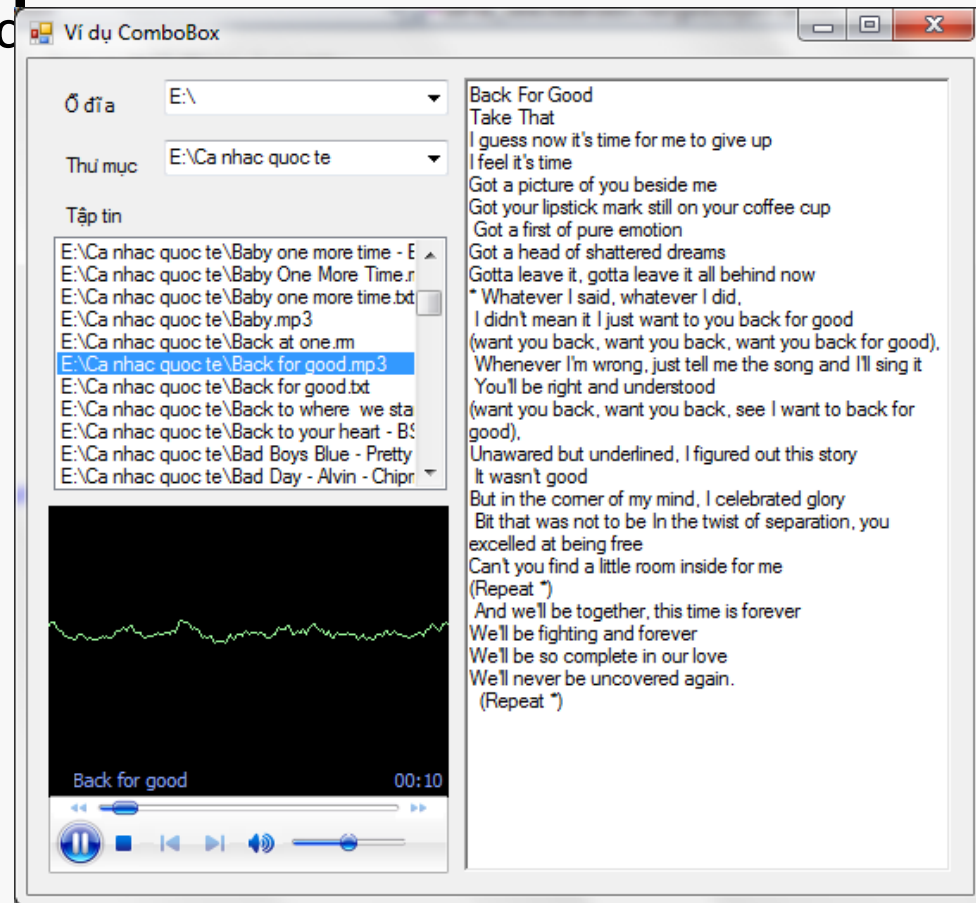 Ví dụ ComboBox
Ổ đĩa
E:\
Thư mục
E:\Ca nhac quoc te
Tập tin
E:\Ca nhac quoc te\Baby one more time -
E:\Ca nhac quoc te\Baby One More Time.
E:\Ca nhac quoc te\Baby one more time.txt
E:\Ca nhac quoc te\Baby.mp3
E:\Ca nhac quoc te\Back at one.rm
E:\Ca nhac quoc te\Back for good.mp3
E:\Ca nhac quoc te\Back for good.txt
E:\Ca nhac quoc te\Back to where we sta
E:\Ca nhac quoc te\Back to your heart - BS
E:\Ca nhac quoc te\Bad Boys Blue - Pretty
E:\Ca nhac quoc te\Bad Day - Alvin - Chipr
Back for good 00:10
Back For Good
Take That
I guess now it's time for me to give up
I feel it's time
Got a picture of you beside me
Got your lipstick mark still on your coffee cup
Got a first of pure emotion
Got a head of shattered dreams
Gotta leave it, gotta leave it all behind now
* Whatever I said, whatever I did,
I didn't mean it I just want to you back for good
(want you back, want you back, want you back for good),
Whenever I'm wrong, just tell me the song and I'll sing it
You'll be right and understood
(want you back, want you back, see I want to back for
good),
Unawared but underlined, I figured out this story
It wasn't good
But in the corner of my mind, I celebrated glory
Bit that was not to be In the twist of separation, you
excelled at being free
Can't you find a little room inside for me
(Repeat *)
And we'll be together, this time is forever
We'll be fighting and forever
We'll be so complete in our love
We'll never be uncovered again.
(Repeat *)